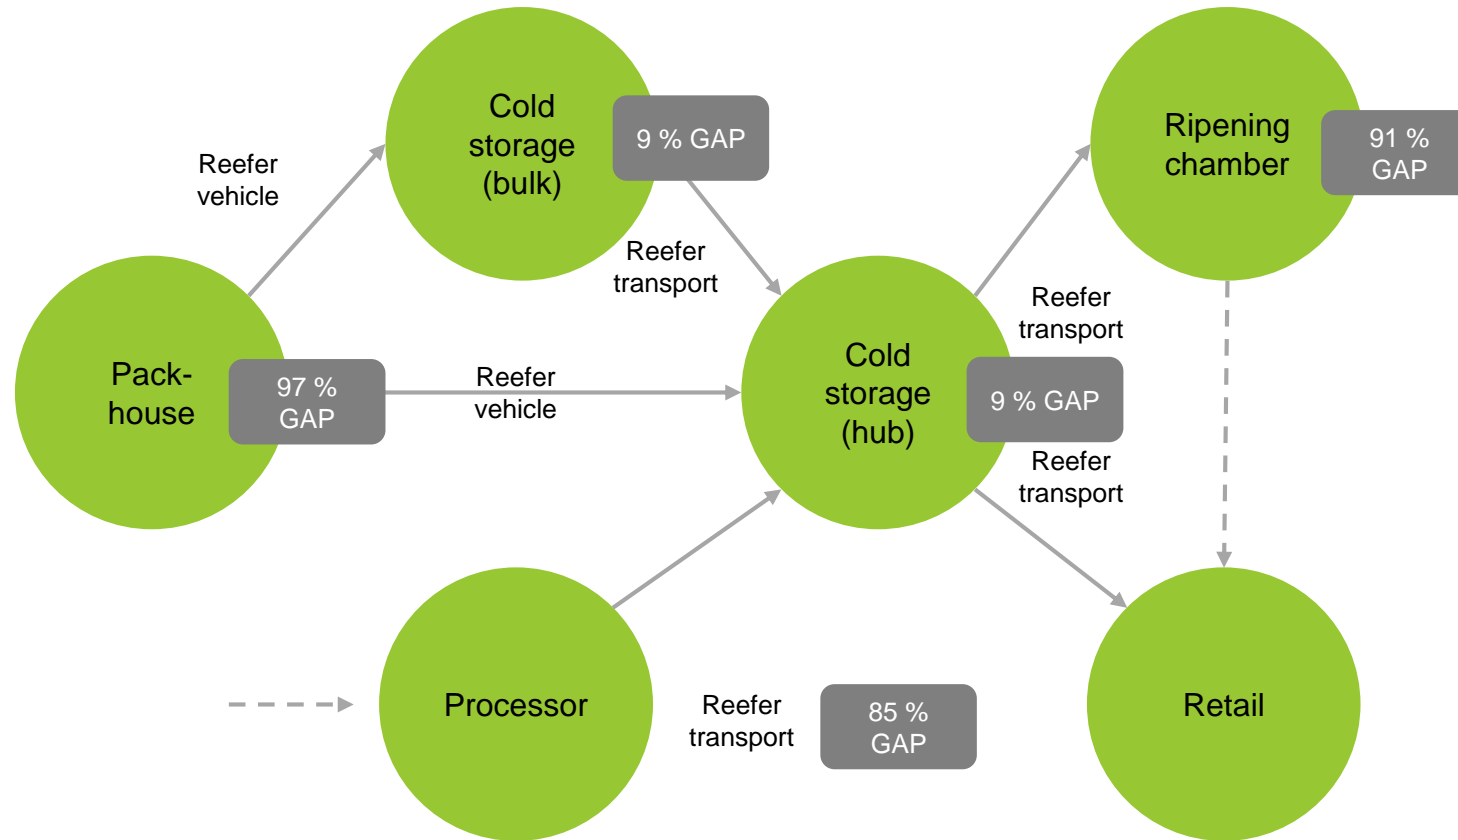 Cold
storage
(bulk)
9 % GAP
Ripening
chamber
91 %
GAP
Reefer
vehicle
Reefer
transport
Reefer
transport
Pack-
house
97 %
GAP
Reefer
vehicle
Cold
storage
(hub)
9 % GAP
Reefer
transport
Processor
Reefer
transport
85 %
GAP
Retail